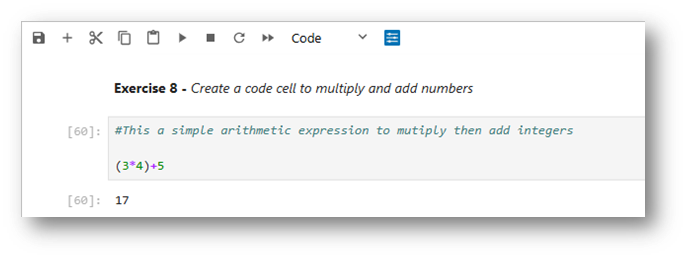 Code
Exercise 8 - Create a code cell to multiply and add numbers
[60]: #This a simple arithmetic expression to mutiply then add integers
(3*4)+5
[60]: 17